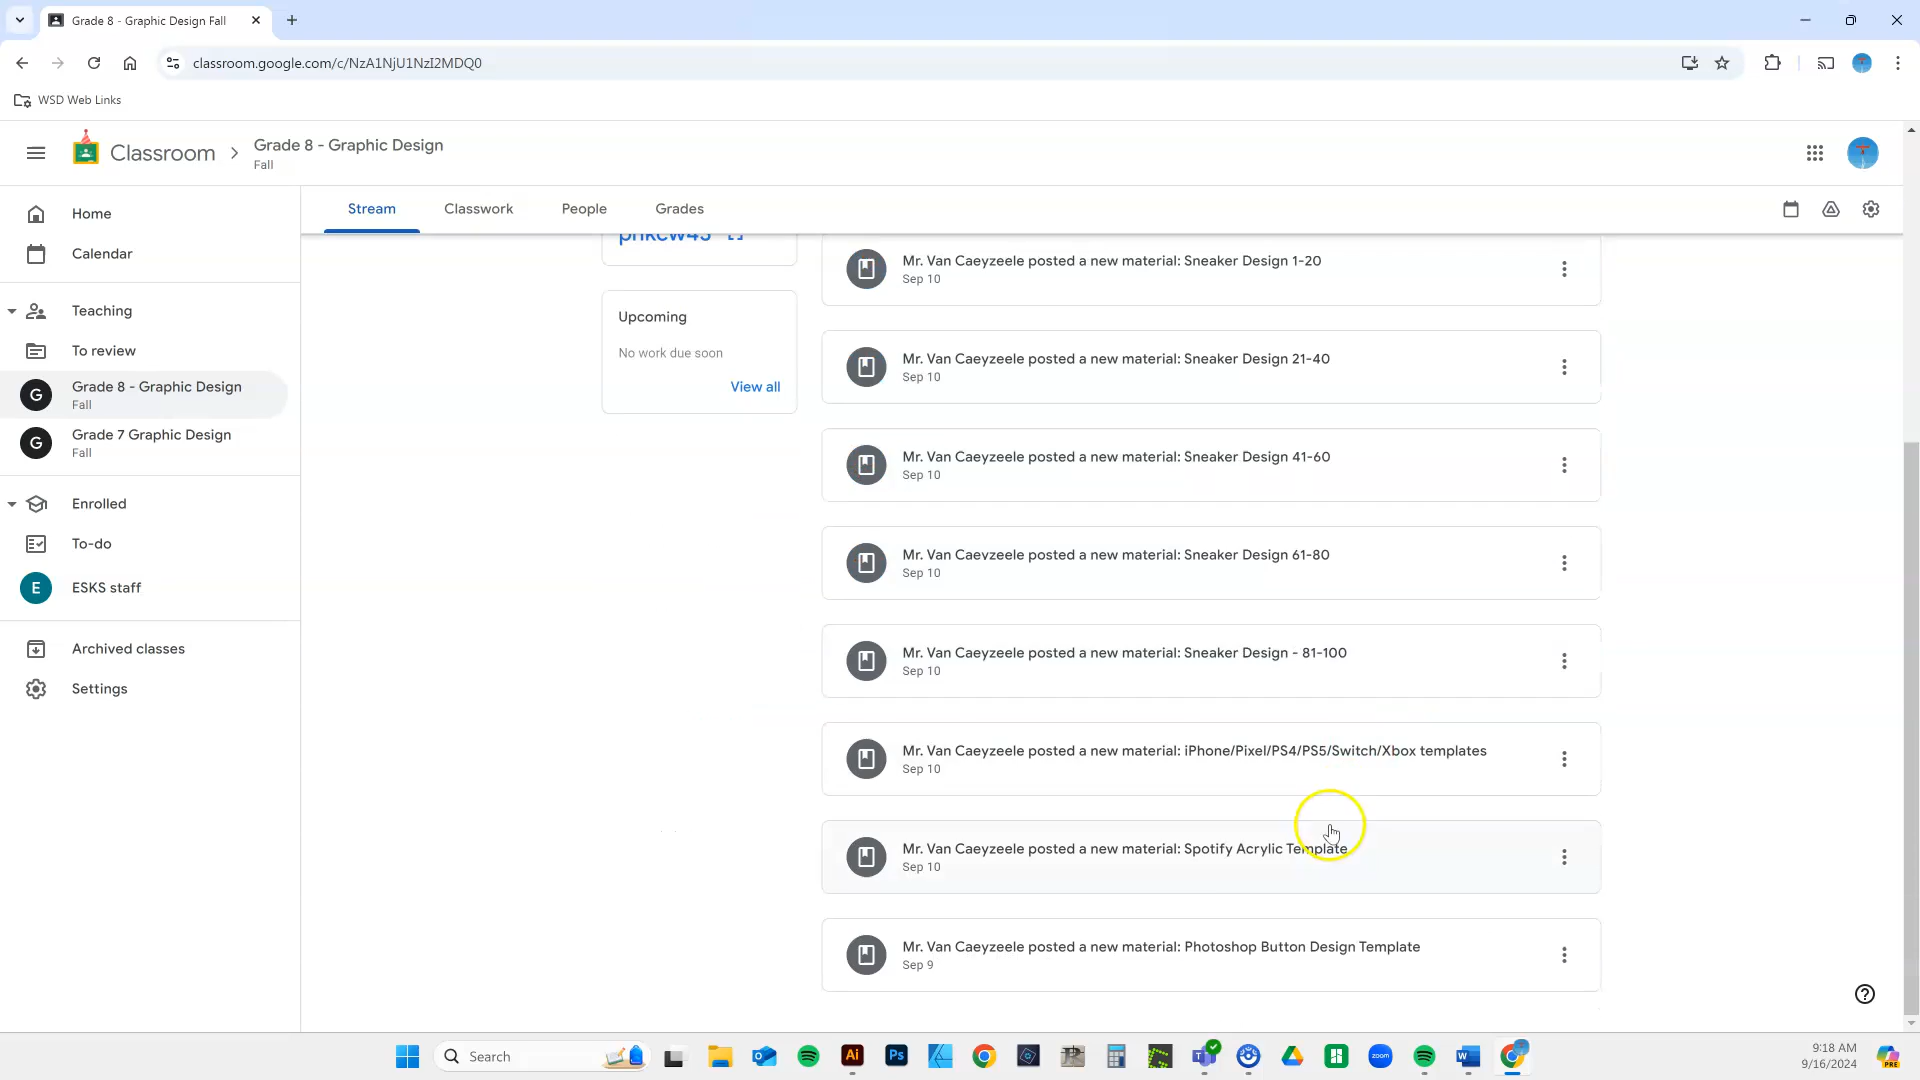 Grade 8 - Graphic Design Fall
classroom.google.com/c/NzA1NjU1NzI2MDQ0
WSD Web Links
Classroom
Grade 8 - Graphic Design
Fall
Stream
Classwork
People
Grades
Home
Calendar
Teaching
To review
G
Grade 8 - Graphic Design
Fall
G
Grade 7 Graphic Design
Fall
Enrolled
To-do
E
ESKS staff
Archived classes
Settings
Upcoming
No work due soon
View all
Mr. Van Caeyzeele posted a new material: Sneaker Design 1-20
Sep 10
Mr. Van Caeyzeele posted a new material: Sneaker Design 21-40
Sep 10
Mr. Van Caeyzeele posted a new material: Sneaker Design 41-60
Sep 10
Mr. Van Caeyzeele posted a new material: Sneaker Design 61-80
Sep 10
Mr. Van Caeyzeele posted a new material: Sneaker Design - 81-100
Sep 10
Mr. Van Caeyzeele posted a new material: iPhone/Pixel/PS4/PS5/Switch/Xbox templates
Sep 10
Mr. Van Caeyzeele posted a new material: Spotify Acrylic Template
Sep 10
Mr. Van Caeyzeele posted a new material: Photoshop Button Design Template
Sep 9
Search
Ai
Ps
zoom
W
PRE
9:18 AM
9/16/2024